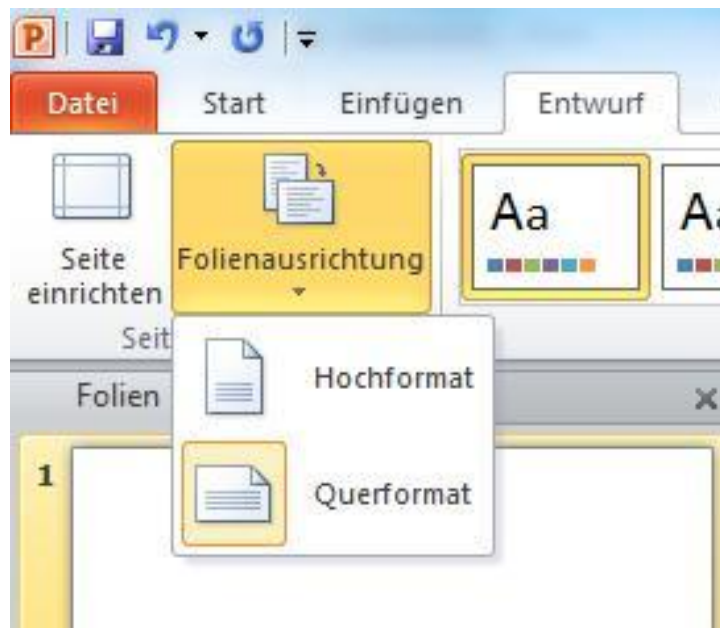 Datei Start Einfügen Entwurf
Seite
einrichten
Folienausrichtung
Aa
Seit
Hochformat
Querformat
Folien
1